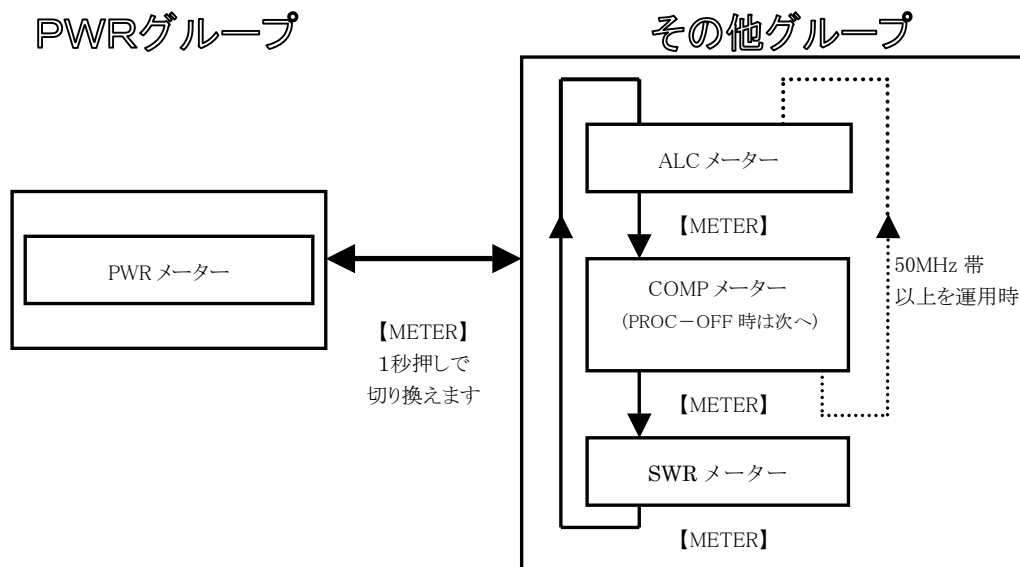 PWRグループ
その他グループ
PWR メーター
【METER】
1秒押しで
切り換えます
ALC メーター
【METER】
COMP メーター
(PROC－OFF 時は次へ)
【METER】
SWR メーター
【METER】
50MHz 帯
以上を運用時